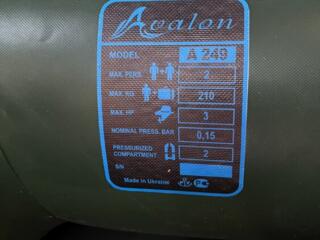 Avalon
MODEL A 249
MAX. PERS. 2
MAX. KG 210
MAX. HP 3
NOMINAL PRESS. BAR 0,15
PRESSURIZED
COMPARTMENT 2
S/N
Made in Ukraine